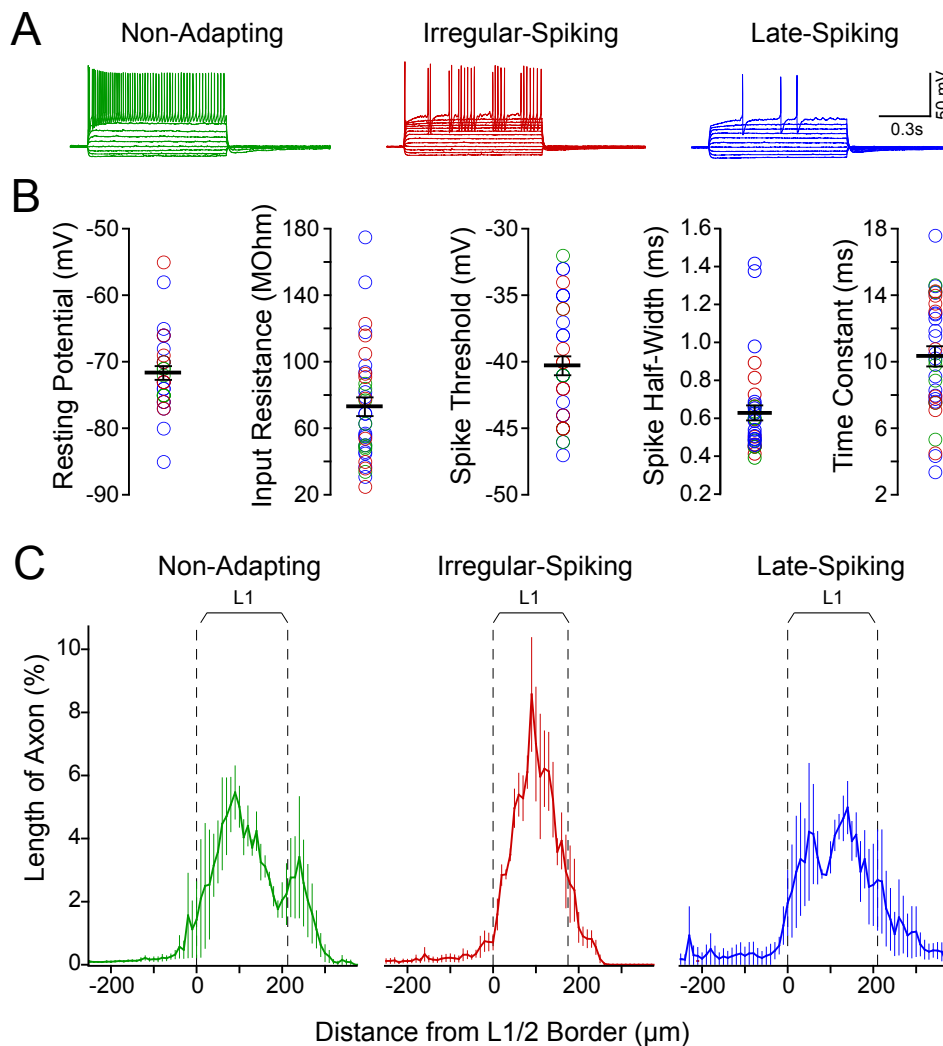 A
Non-Adapting Irregular-Spiking Late-Spiking
50 mV
0.3s
B
Resting Potential (mV)
-50
-60
-70
-80
-90
Input Resistance (MOhm)
180
140
100
60
20
Spike Threshold (mV)
-30
-35
-40
-45
-50
Spike Half-Width (ms)
1.6
1.4
1.2
1.0
0.8
0.6
0.4
0.2
Time Constant (ms)
18
14
10
6
2
C
Non-Adapting Irregular-Spiking Late-Spiking
L1 L1 L1
Length of Axon (%)
10
8
6
4
2
0
-200 0 200 -200 0 200 -200 0 200
Distance from L1/2 Border (µm)